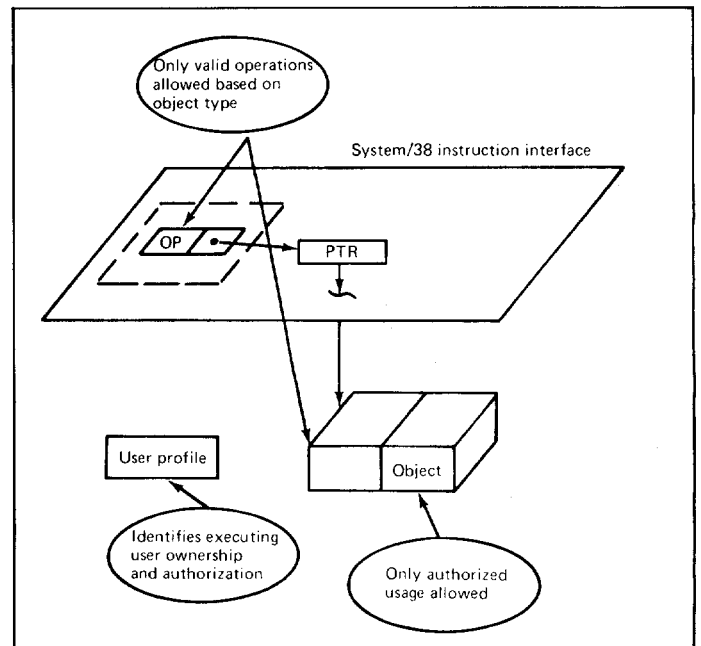 Only valid operations
allowed based on
object type
System/38 instruction interface
OP
PTR
User profile
Object
Identifies executing
user ownership
and authorization
Only authorized
usage allowed